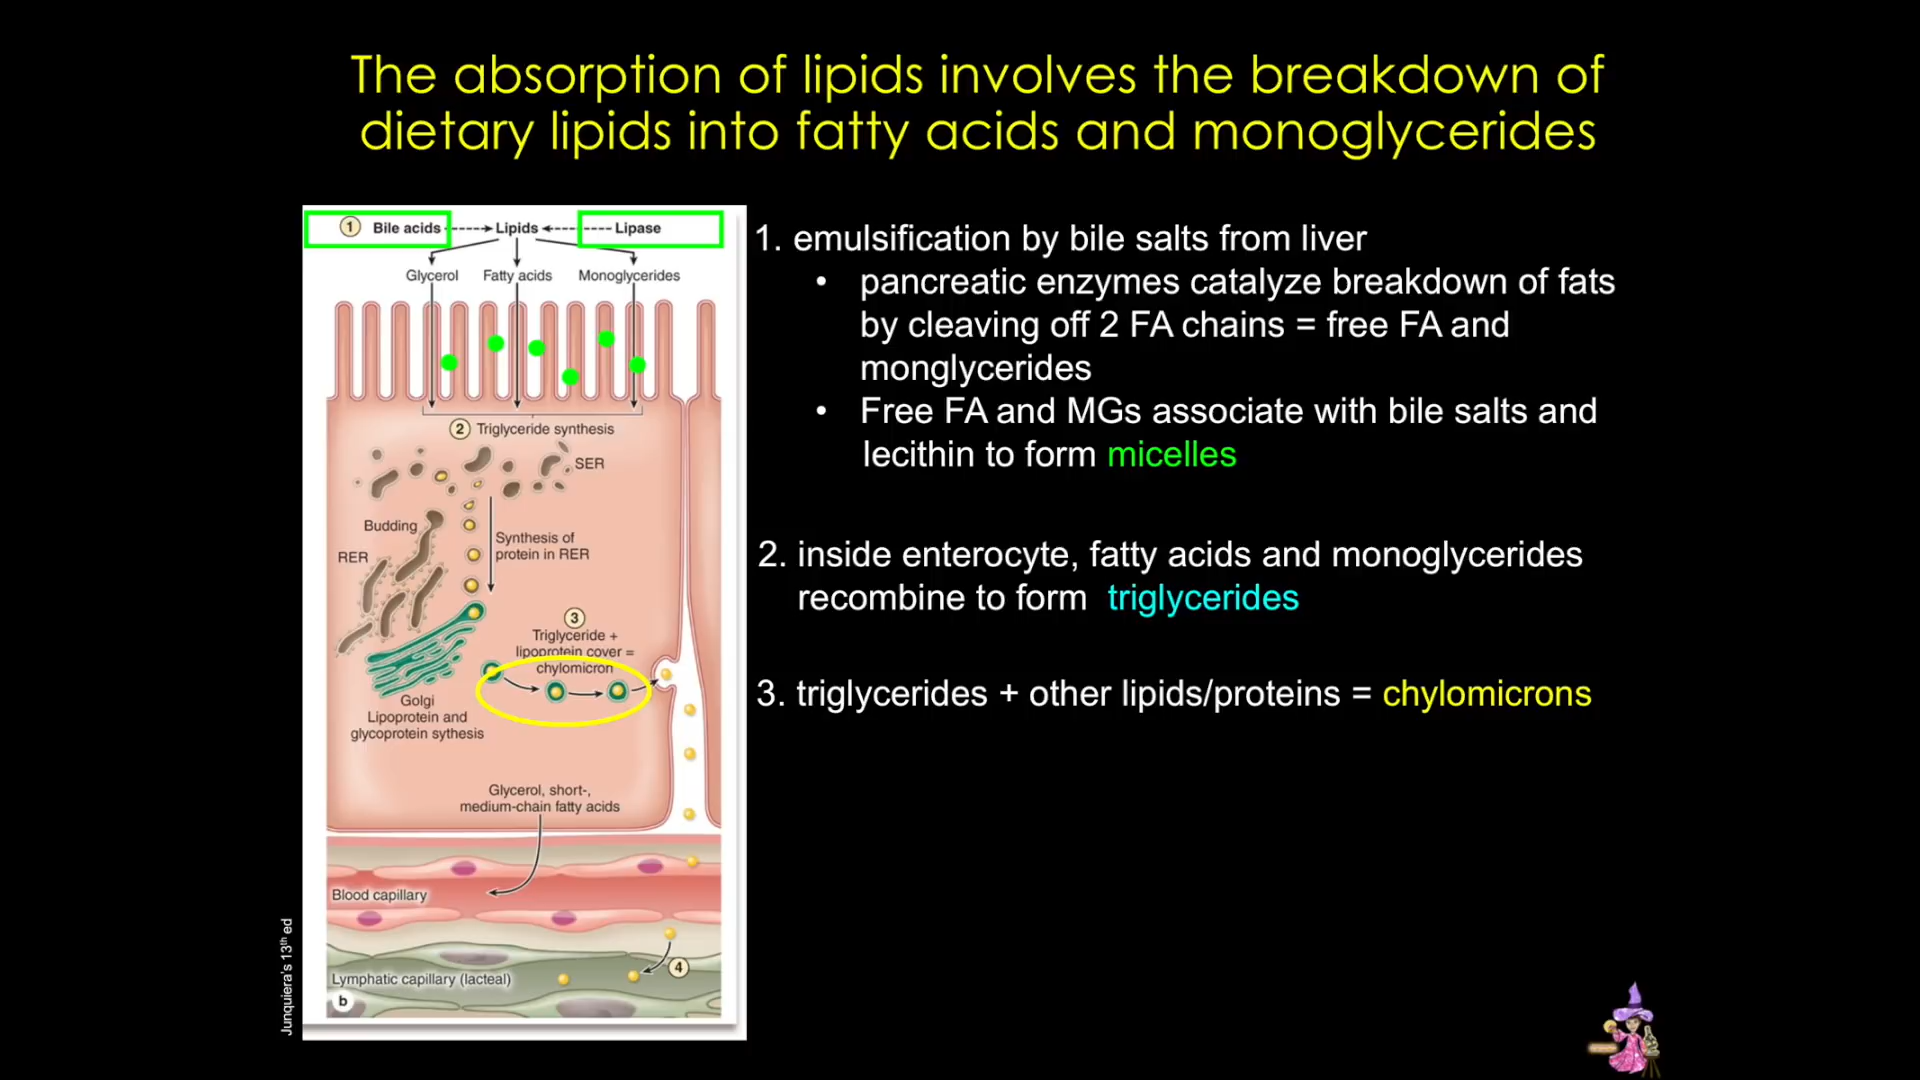 The absorption of lipids involves the breakdown of
dietary lipids into fatty acids and monoglycerides
1 Bile acids Lipids Lipase
Glycerol Fatty acids Monoglycerides
2 Triglyceride synthesis
SER
Budding
RER
Synthesis of
protein in RER
3
Triglyceride +
lipoprotein cover =
chylomicron
Golgi
Lipoprotein and
glycoprotein sythesis
Glycerol, short-,
medium-chain fatty acids
Blood capillary
4
Lymphatic capillary (lacteal)
b
Junquiera's 13th ed
1. emulsification by bile salts from liver
• pancreatic enzymes catalyze breakdown of fats
by cleaving off 2 FA chains = free FA and
monglycerides
• Free FA and MGs associate with bile salts and
lecithin to form micelles
2. inside enterocyte, fatty acids and monoglycerides
recombine to form triglycerides
3. triglycerides + other lipids/proteins = chylomicrons